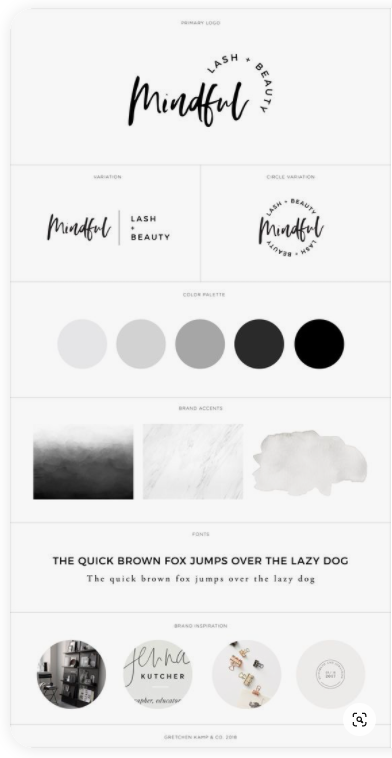 PRIMARY LOGO
Mindful
LASH + BEAUTY
VARIATION
Mindful
LASH
+
BEAUTY
CIRCLE VARIATION
LASH + BEAUTY
Mindful
LASH + BEAUTY
COLOR PALETTE
BRAND ACCENTS
FONTS
THE QUICK BROWN FOX JUMPS OVER THE LAZY DOG
The quick brown fox jumps over the lazy dog
BRAND INSPIRATION
Jenna
KUTCHER
GRETCHEN KAMP & CO. 2018